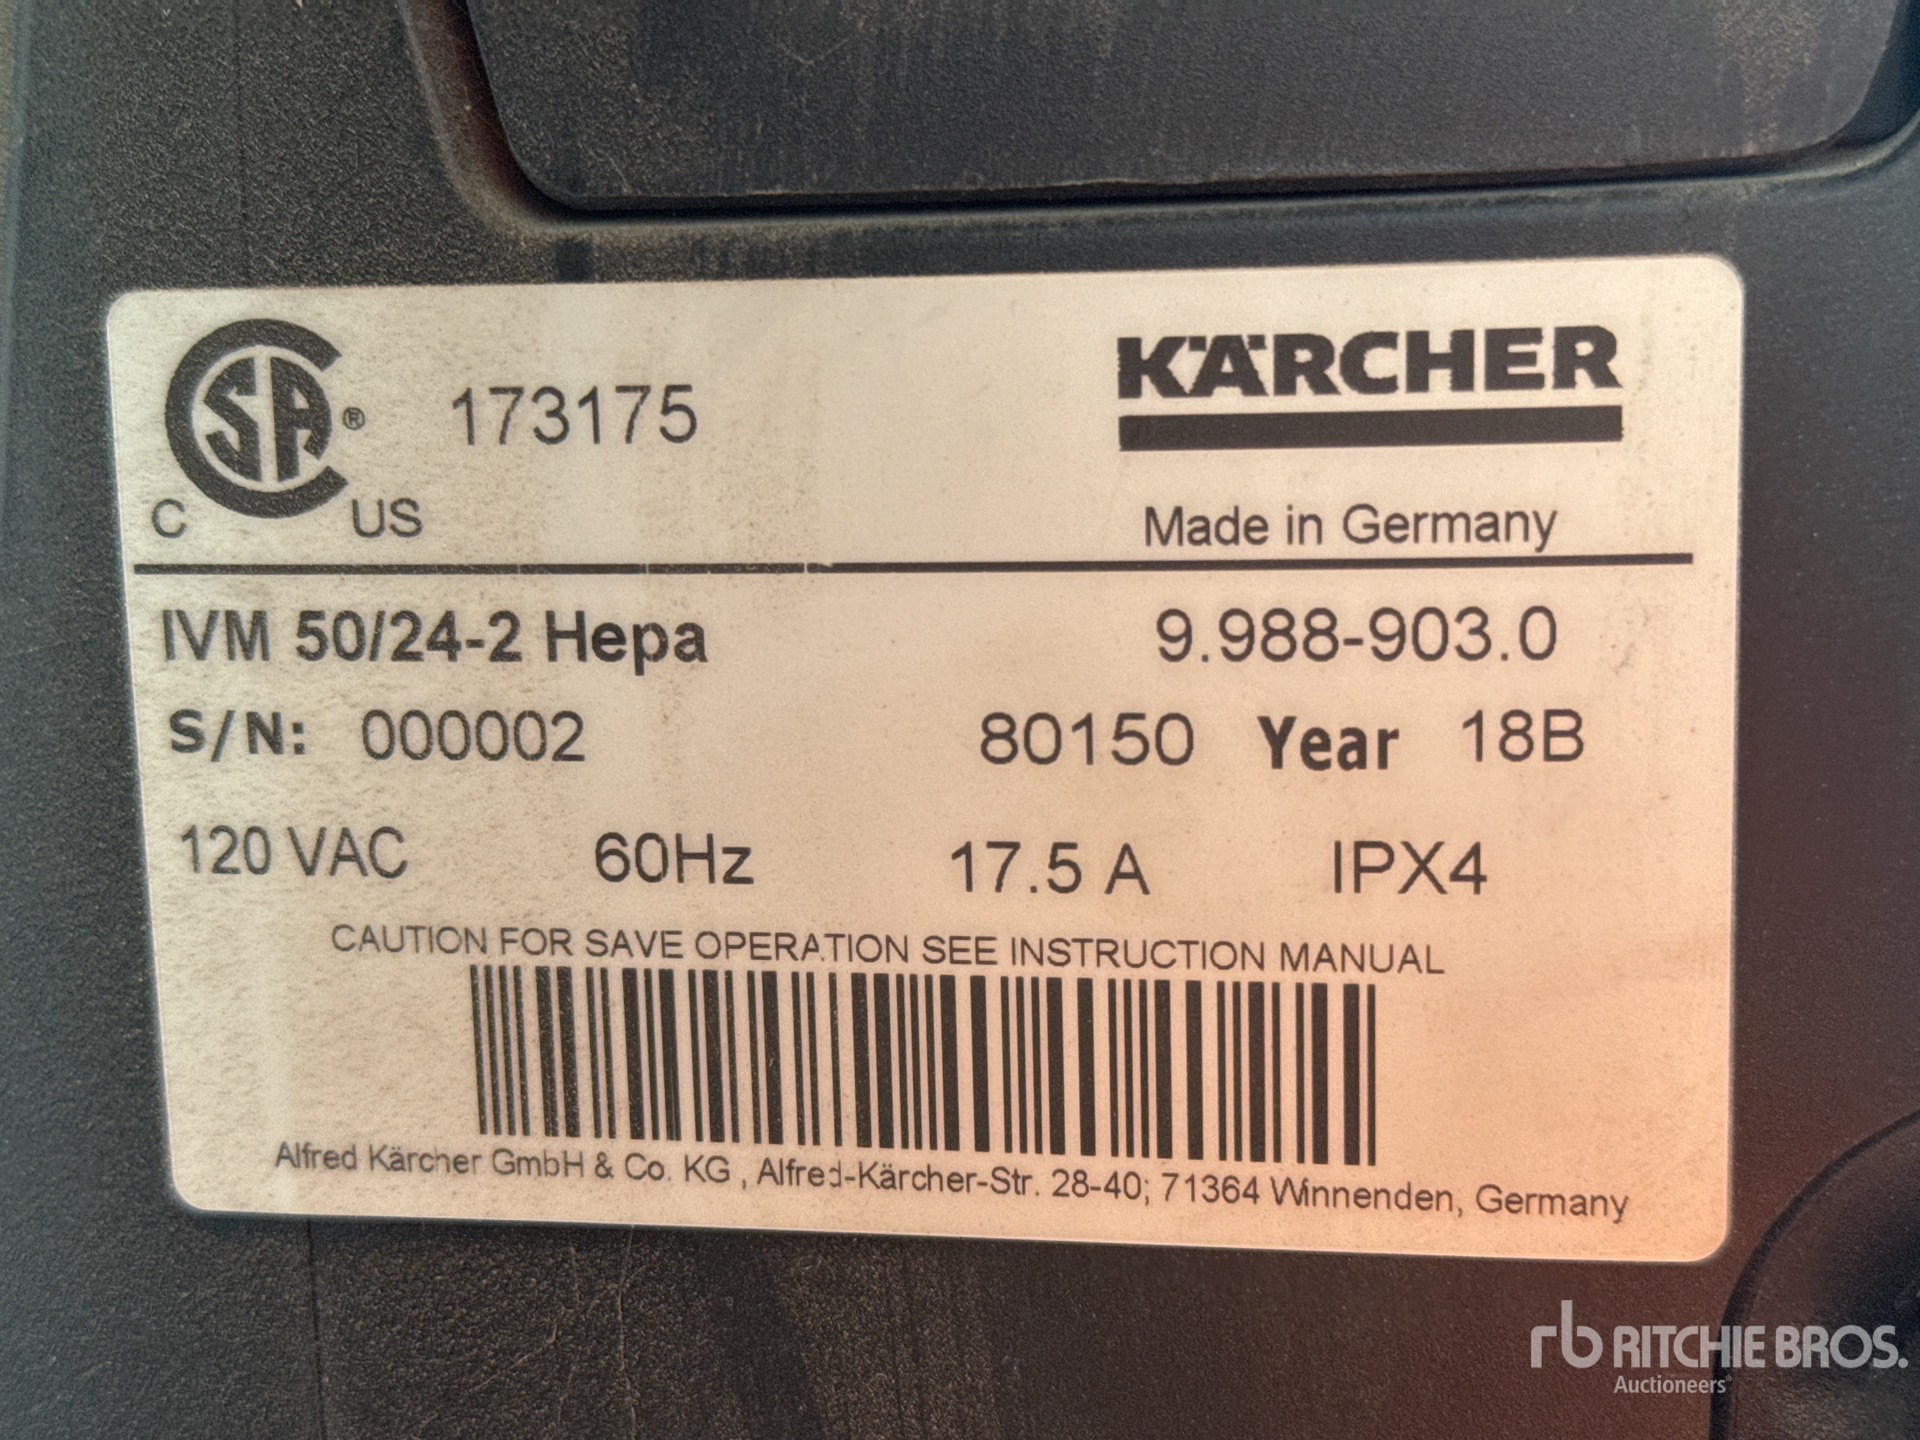 CSA® 173175
C US
KÄRCHER
Made in Germany
IVM 50/24-2 Hepa 9.988-903.0
S/N: 000002 80150 Year 18B
120 VAC 60Hz 17.5 A IPX4
CAUTION FOR SAVE OPERATION SEE INSTRUCTION MANUAL
Alfred Kärcher GmbH & Co. KG , Alfred-Kärcher-Str. 28-40; 71364 Winnenden, Germany
rb RITCHIE BROS.
Auctioneers